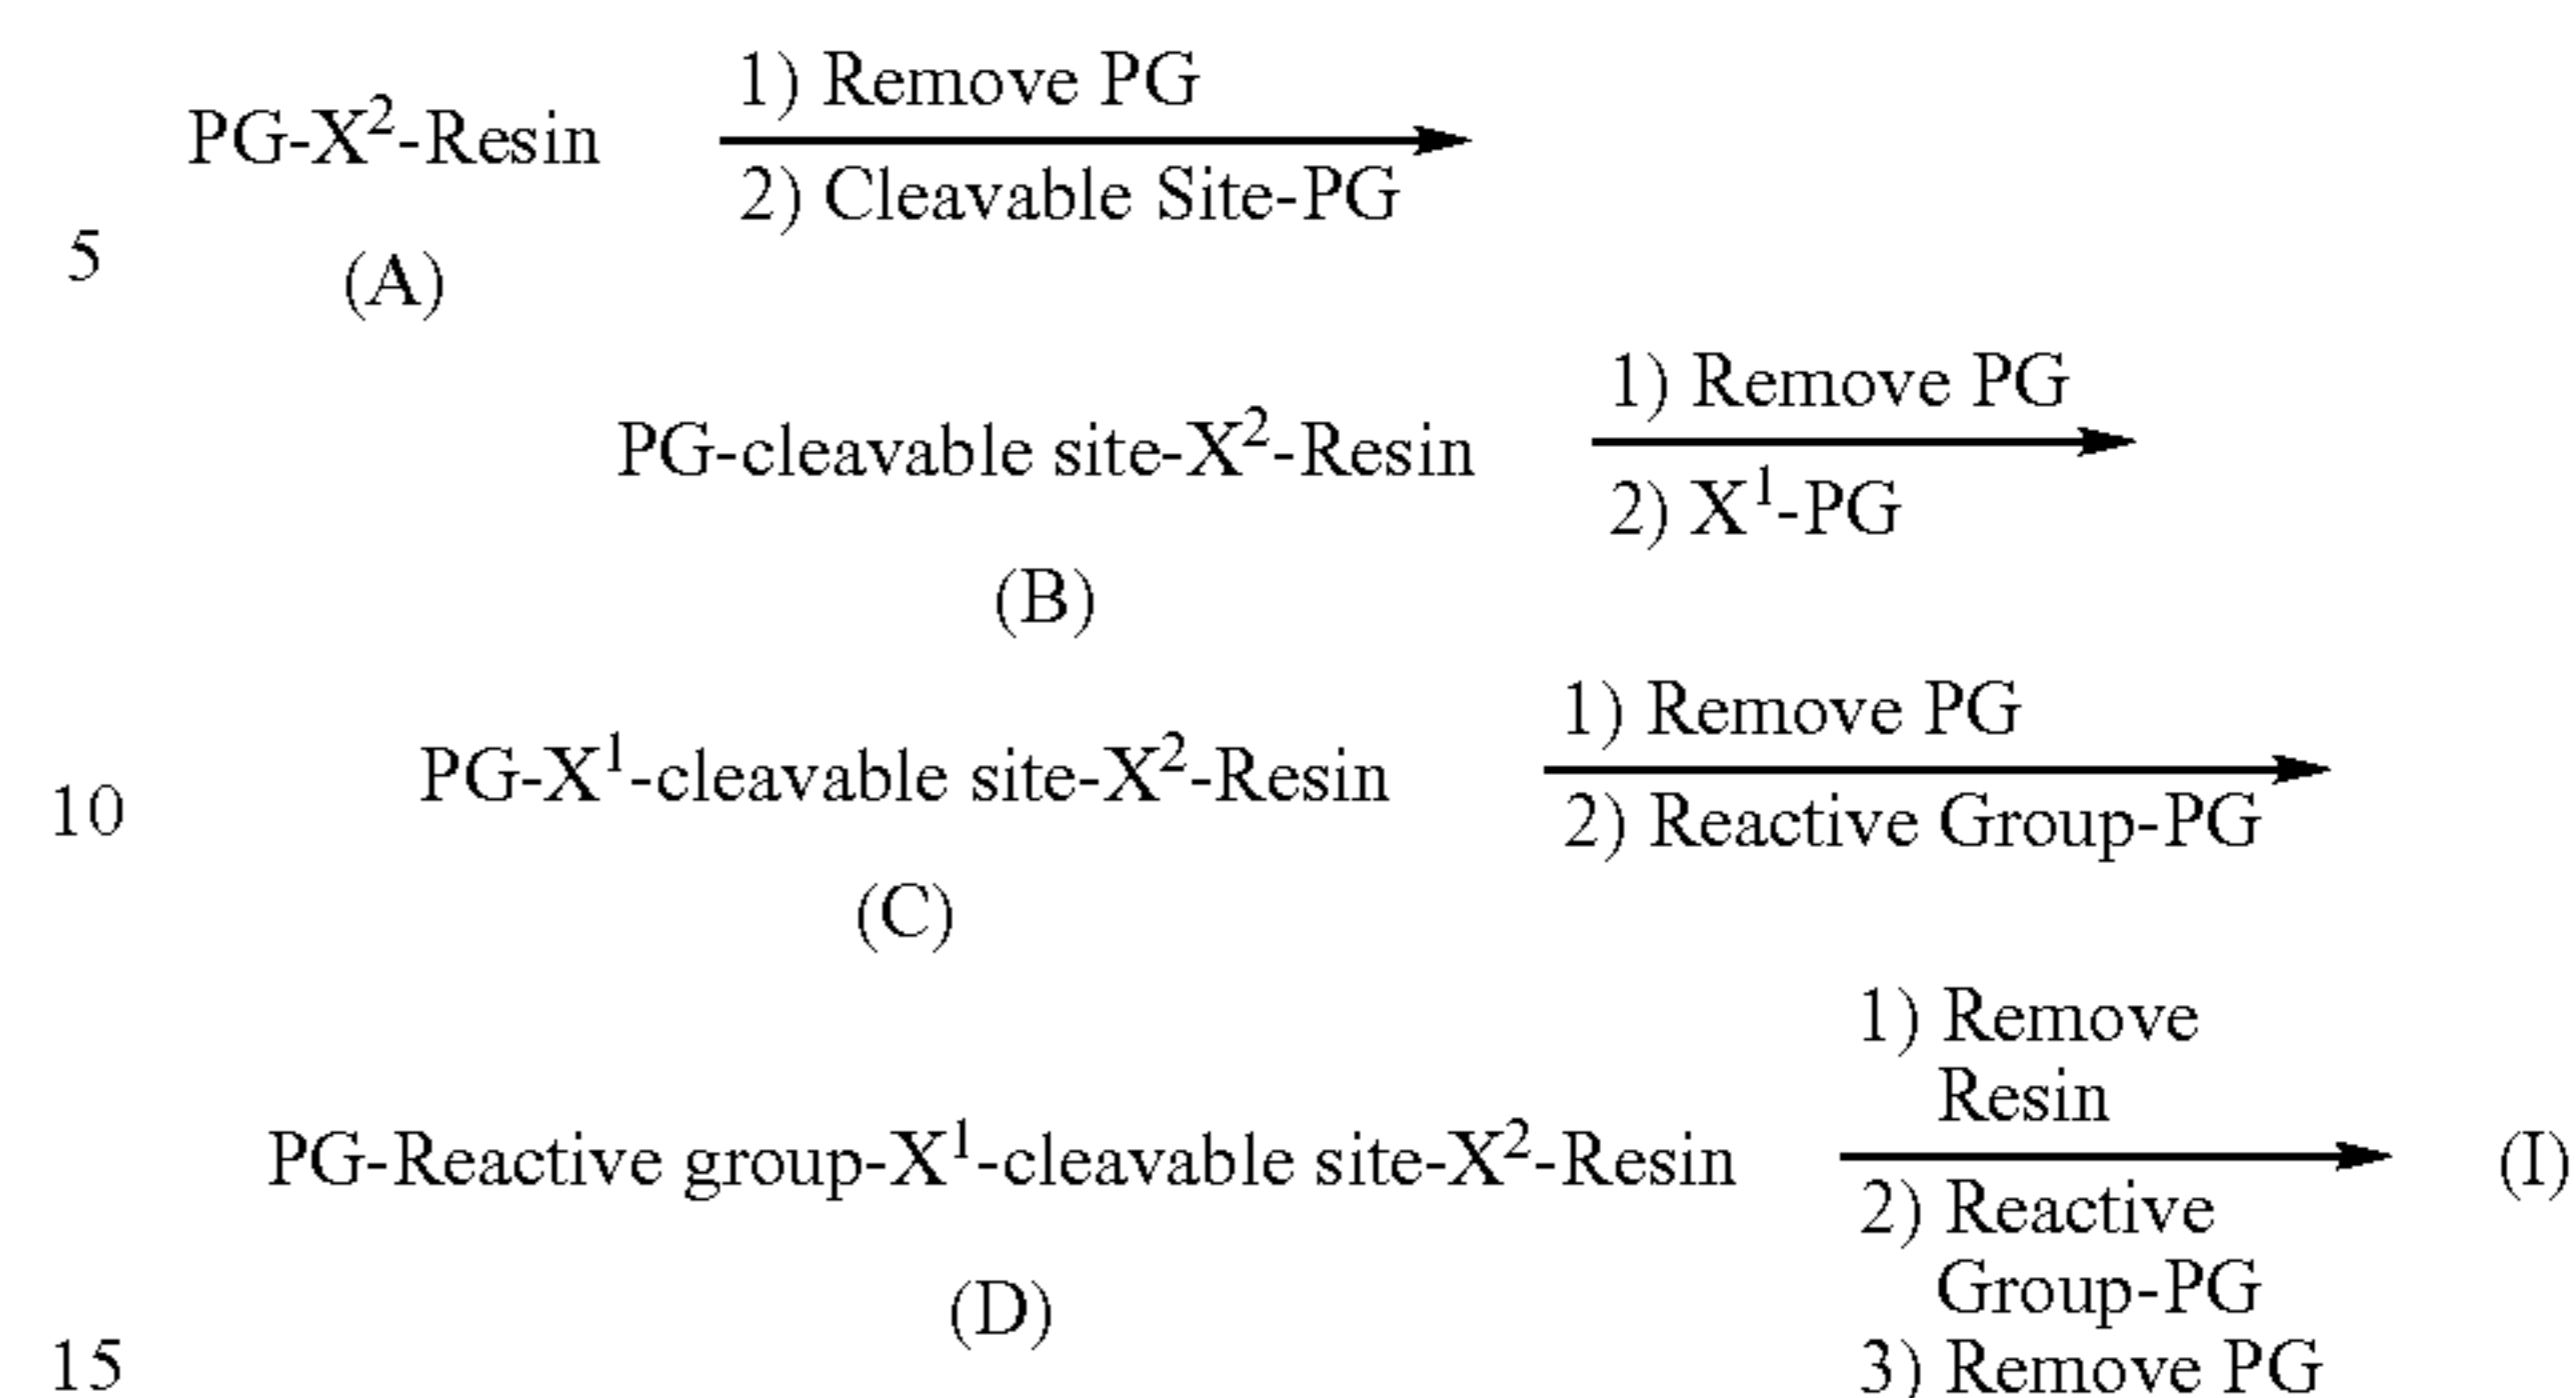 1) Remove PG
PG-X²-Resin
2) Cleavable Site-PG
5
(A)
1) Remove PG
PG-cleavable site-X²-Resin
2) X¹-PG
(B)
1) Remove PG
PG-X¹-cleavable site-X²-Resin
10
2) Reactive Group-PG
(C)
1) Remove
Resin
PG-Reactive group-X¹-cleavable site-X²-Resin
(I)
2) Reactive
Group-PG
(D)
15
3) Remove PG